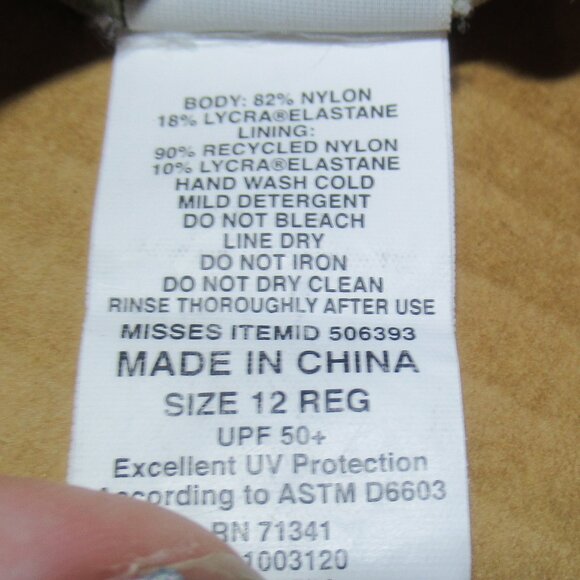 BODY: 82% NYLON
18% LYCRA®ELASTANE
LINING:
90% RECYCLED NYLON
10% LYCRA®ELASTANE
HAND WASH COLD
MILD DETERGENT
DO NOT BLEACH
LINE DRY
DO NOT IRON
DO NOT DRY CLEAN
RINSE THOROUGHLY AFTER USE
MISSES ITEMID 506393
MADE IN CHINA
SIZE 12 REG
UPF 50+
Excellent UV Protection
According to ASTM D6603
RN 71341
1003120